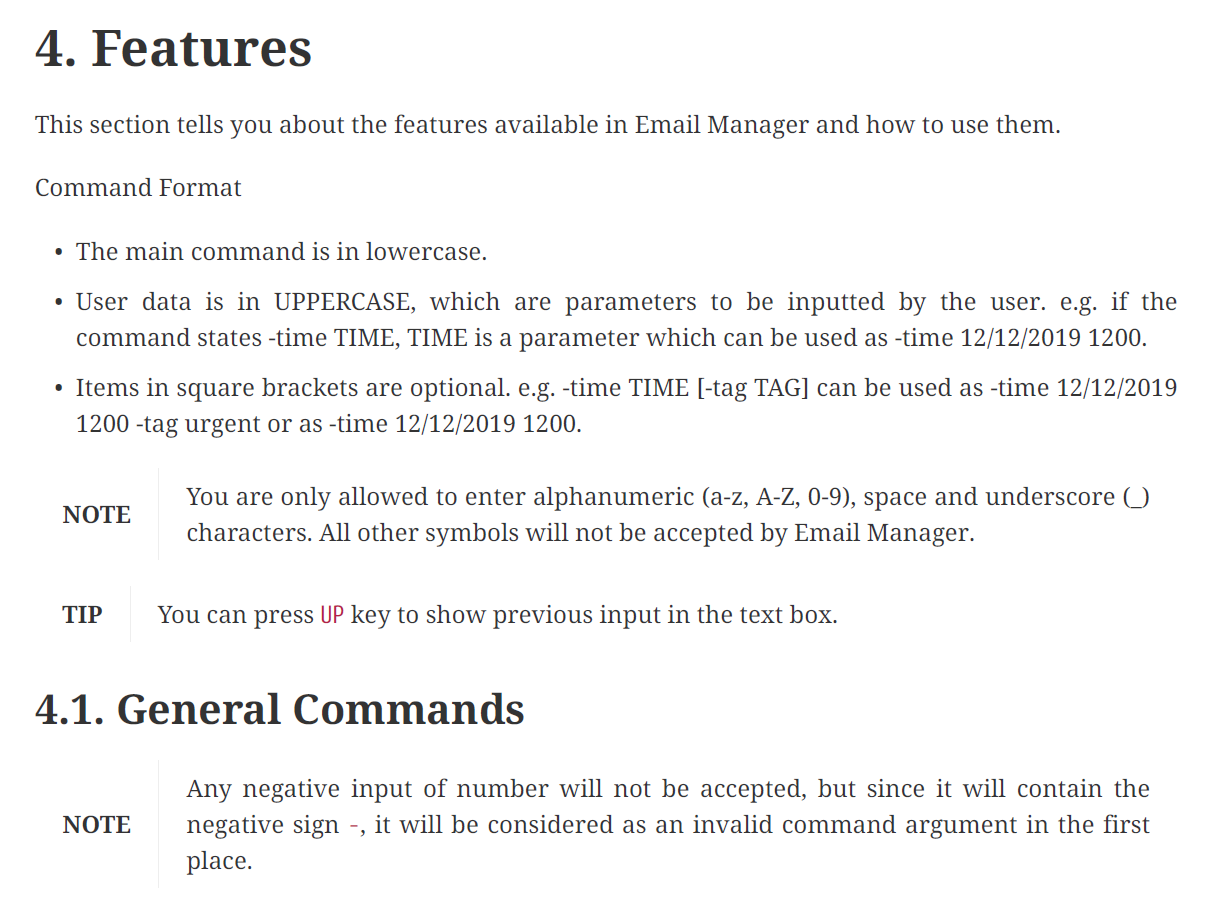 4. Features
This section tells you about the features available in Email Manager and how to use them.
Command Format
• The main command is in lowercase.
• User data is in UPPERCASE, which are parameters to be inputted by the user. e.g. if the
command states -time TIME, TIME is a parameter which can be used as -time 12/12/2019 1200.
• Items in square brackets are optional. e.g. -time TIME [-tag TAG] can be used as -time 12/12/2019
1200 -tag urgent or as -time 12/12/2019 1200.
You are only allowed to enter alphanumeric (a-z, A-Z, 0-9), space and underscore (_)
NOTE
characters. All other symbols will not be accepted by Email Manager.
TIP You can press UP key to show previous input in the text box.
4.1. General Commands
Any negative input of number will not be accepted, but since it will contain the
NOTE negative sign -, it will be considered as an invalid command argument in the first
place.